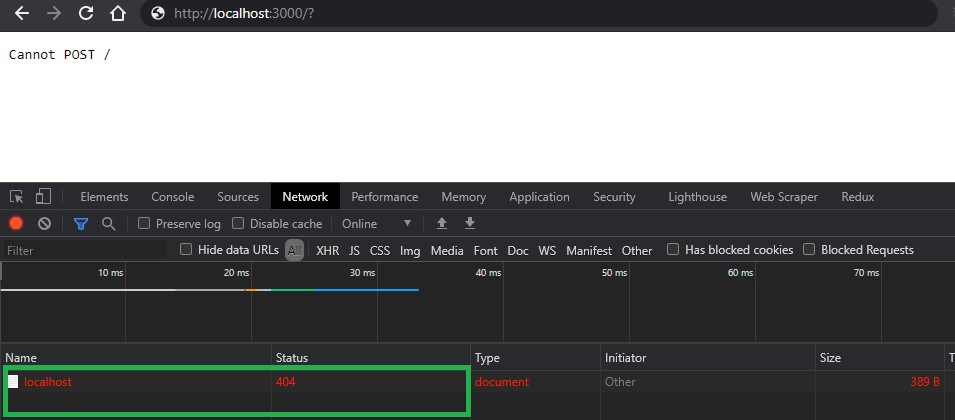 http://localhost:3000/?
Cannot POST /
Elements Console Sources Network Performance Memory Application Security Lighthouse Web Scraper Redux
Preserve log Disable cache Online
Filter Hide data URLs All XHR JS CSS Img Media Font Doc WS Manifest Other Has blocked cookies Blocked Requests
10 ms 20 ms 30 ms 40 ms 50 ms 60 ms 70 ms
Name Status Type Initiator Size T
localhost 404 document Other 389 B